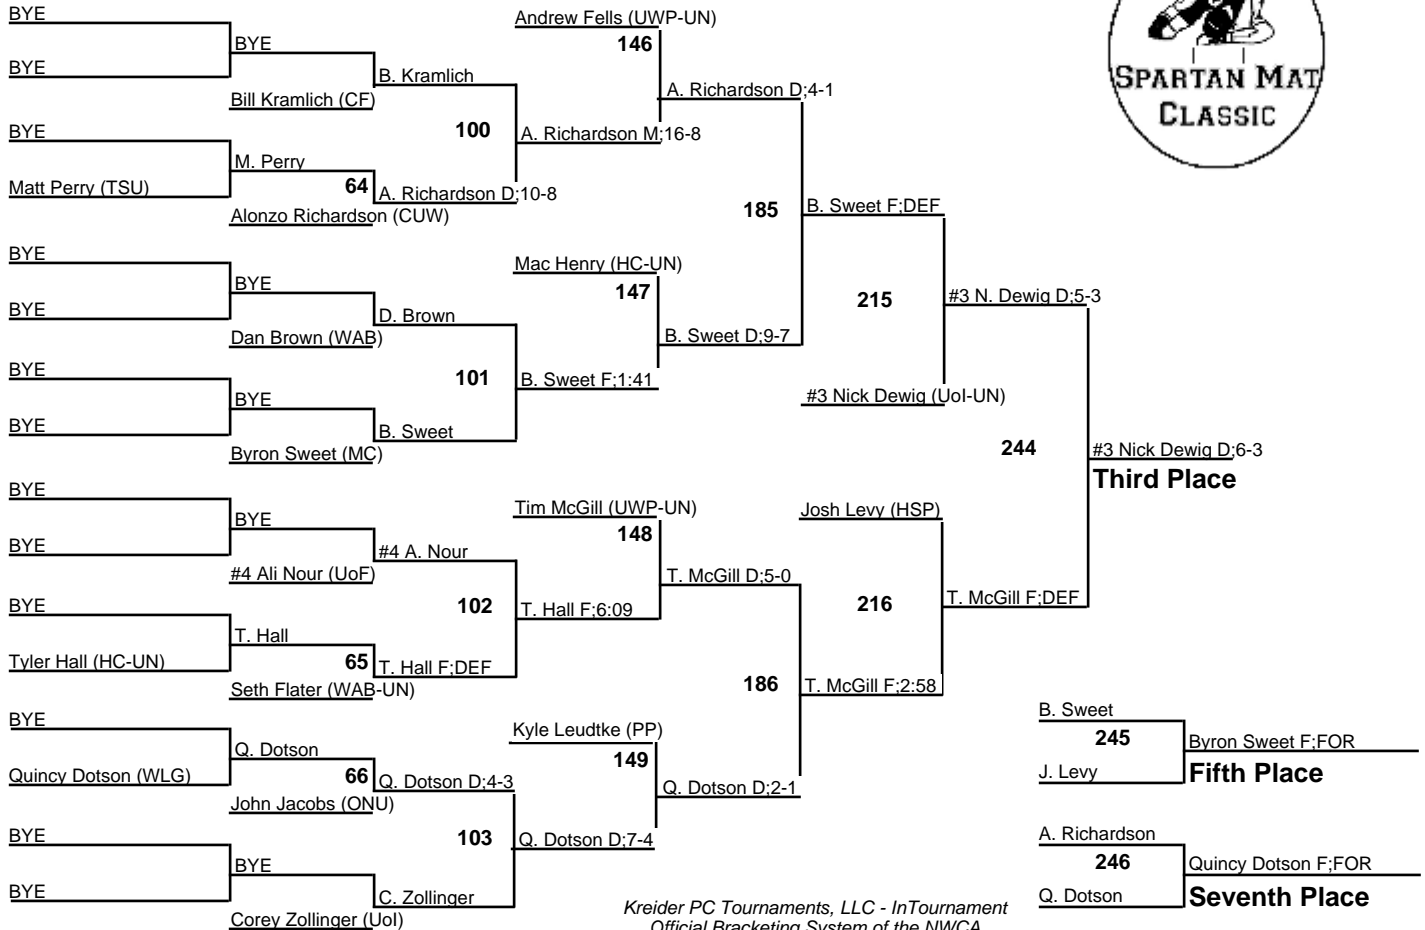 BYE
BYE
BYE
Bill Kramlich (CF)
B. Kramlich
BYE
Matt Perry (TSU)
M. Perry
64
Alonzo Richardson (CUW)
A. Richardson D;10-8
100
A. Richardson M;16-8
Andrew Fells (UWP-UN)
146
A. Richardson D;4-1
BYE
BYE
BYE
Dan Brown (WAB)
D. Brown
BYE
BYE
BYE
Byron Sweet (MC)
B. Sweet
101
B. Sweet F;1:41
Mac Henry (HC-UN)
147
B. Sweet D;9-7
185
B. Sweet F;DEF
215
#3 Nick Dewig (UoI-UN)
#3 N. Dewig D;5-3
BYE
BYE
BYE
#4 Ali Nour (UoF)
#4 A. Nour
BYE
Tyler Hall (HC-UN)
T. Hall
65
Seth Flater (WAB-UN)
T. Hall F;DEF
102
T. Hall F;6:09
Tim McGill (UWP-UN)
148
T. McGill D;5-0
BYE
Quincy Dotson (WLG)
Q. Dotson
66
John Jacobs (ONU)
Q. Dotson D;4-3
BYE
BYE
BYE
Corey Zollinger (UoI)
C. Zollinger
103
Q. Dotson D;7-4
Kyle Leudtke (PP)
149
Q. Dotson D;2-1
186
T. McGill F;2:58
Josh Levy (HSP)
216
T. McGill F;DEF
244
#3 Nick Dewig D;6-3
Third Place
B. Sweet
245
J. Levy
Byron Sweet F;FOR
Fifth Place
A. Richardson
246
Q. Dotson
Quincy Dotson F;FOR
Seventh Place
SPARTAN MAT
CLASSIC
Kreider PC Tournaments, LLC - InTournament
Official Bracketing System of the NWCA